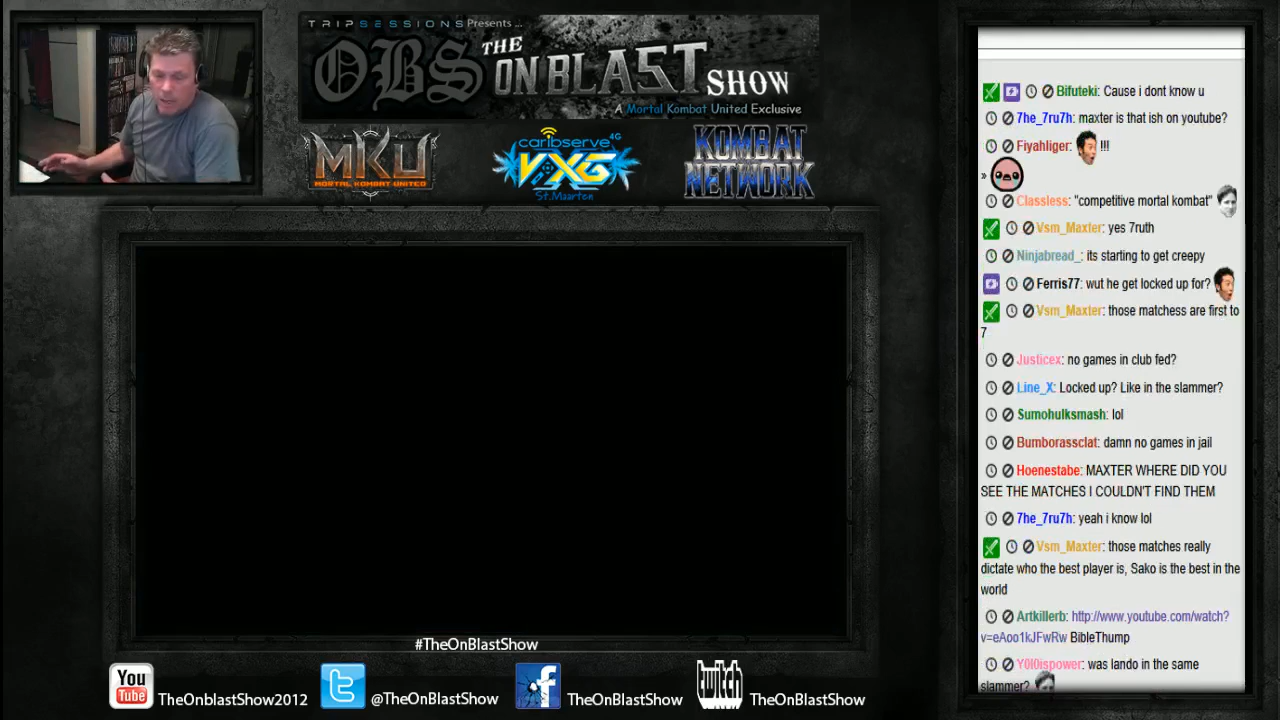 TRIPSESSIONS Presents ...
OBS THE ON BLAST SHOW
A Mortal Kombat United Exclusive
MKU
MORTAL KOMBAT UNITED
caribserve 4G
VXG
St.Maarten
KOMBAT
NETWORK
Bifuteki: Cause i dont know u
7he_7ru7h: maxter is that ish on youtube?
Fiyahliger: !!!
»
Classless: "competitive mortal kombat"
Vsm_Maxter: yes 7ruth
Ninjabread_: its starting to get creepy
Ferris77: wut he get locked up for?
Vsm_Maxter: those matchess are first to
7
Justicex: no games in club fed?
Line_X: Locked up? Like in the slammer?
Sumohulksmash: lol
Bumborassclat: damn no games in jail
Hoenestabe: MAXTER WHERE DID YOU
SEE THE MATCHES I COULDN'T FIND THEM
7he_7ru7h: yeah i know lol
Vsm_Maxter: those matches really
dictate who the best player is, Sako is the best in the
world
Artkillerb: http://www.youtube.com/watch?
v=eAoo1kJFwRw BibleThump
Y0l0ispower: was lando in the same
slammer?
#TheOnBlastShow
You Tube TheOnblastShow2012
@TheOnBlastShow
TheOnBlastShow
twitch TheOnBlastShow